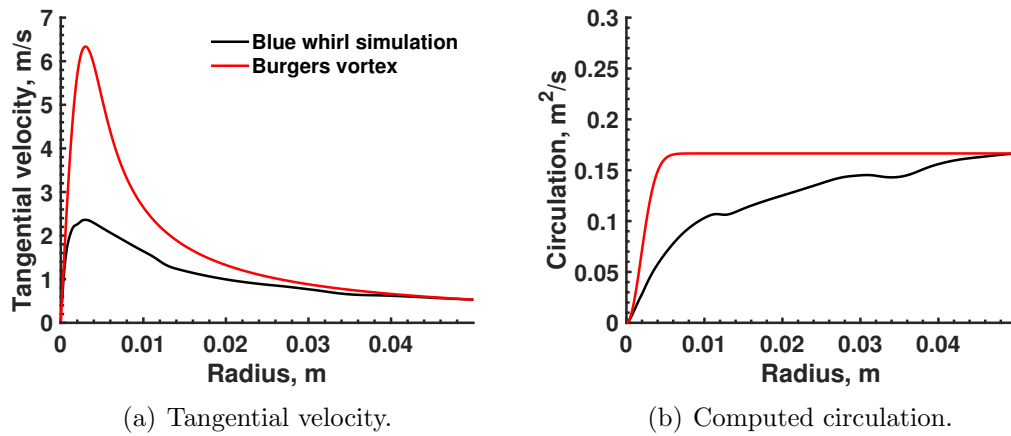 7
6
5
4
3
2
1
0
Tangential velocity, m/s
Blue whirl simulation
Burgers vortex
0 0.01 0.02 0.03 0.04
Radius, m
(a) Tangential velocity.
0.3
0.25
0.2
0.15
0.1
0.05
0
Circulation, m²/s
0 0.01 0.02 0.03 0.04
Radius, m
(b) Computed circulation.